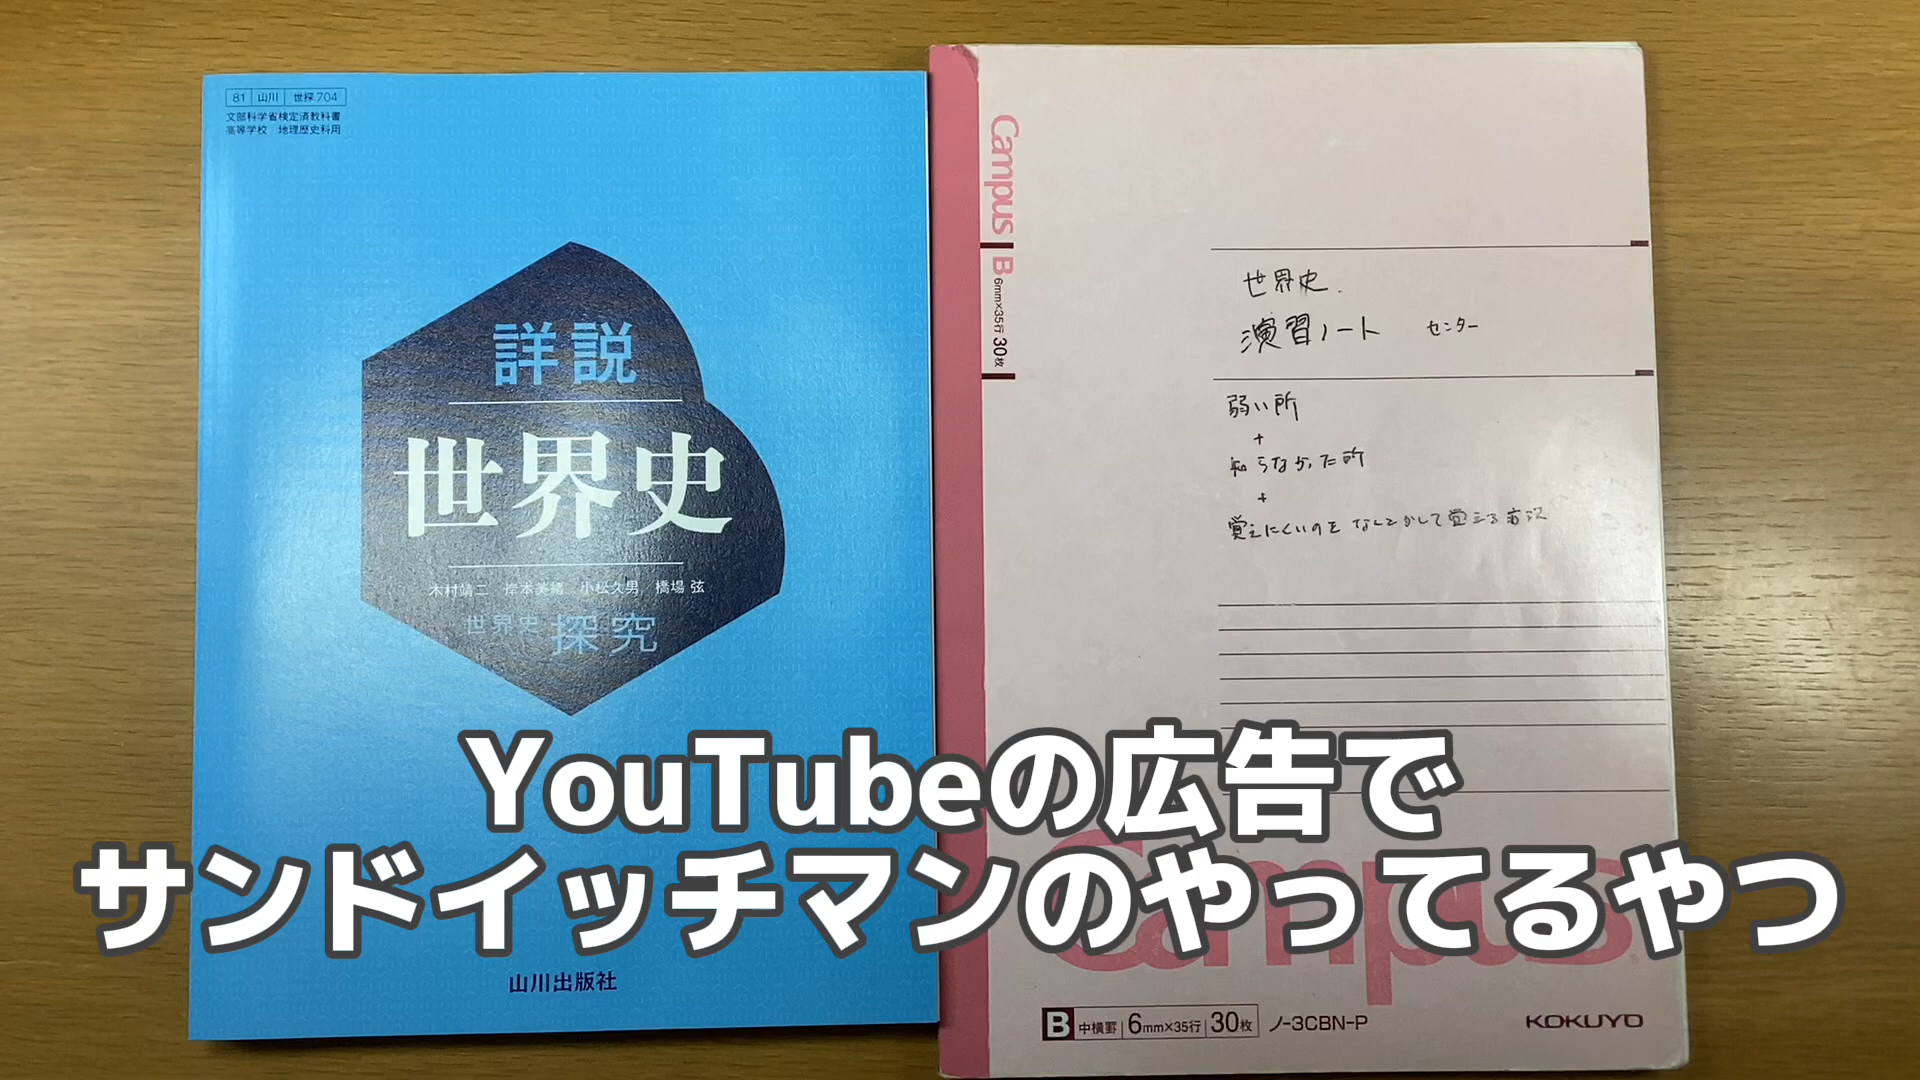 81 山川 世探 704
文部科学省検定済教科書
高等学校 地理歴史科用
詳説
世界史
木村靖二 岸本美緒 小松久男 橋場 弦
世界史 探究
山川出版社
Campus
B 6mm×35行 30枚
世界史.
演習ノート センター
弱い所
+
知らなかった所
+
覚えにくいのをなんとかして覚える方法
YouTubeの広告で
サンドイッチマンのやってるやつ
Campus
B 中横罫 6mm×35行 30枚 ノ-3CBN-P
KOKUYO